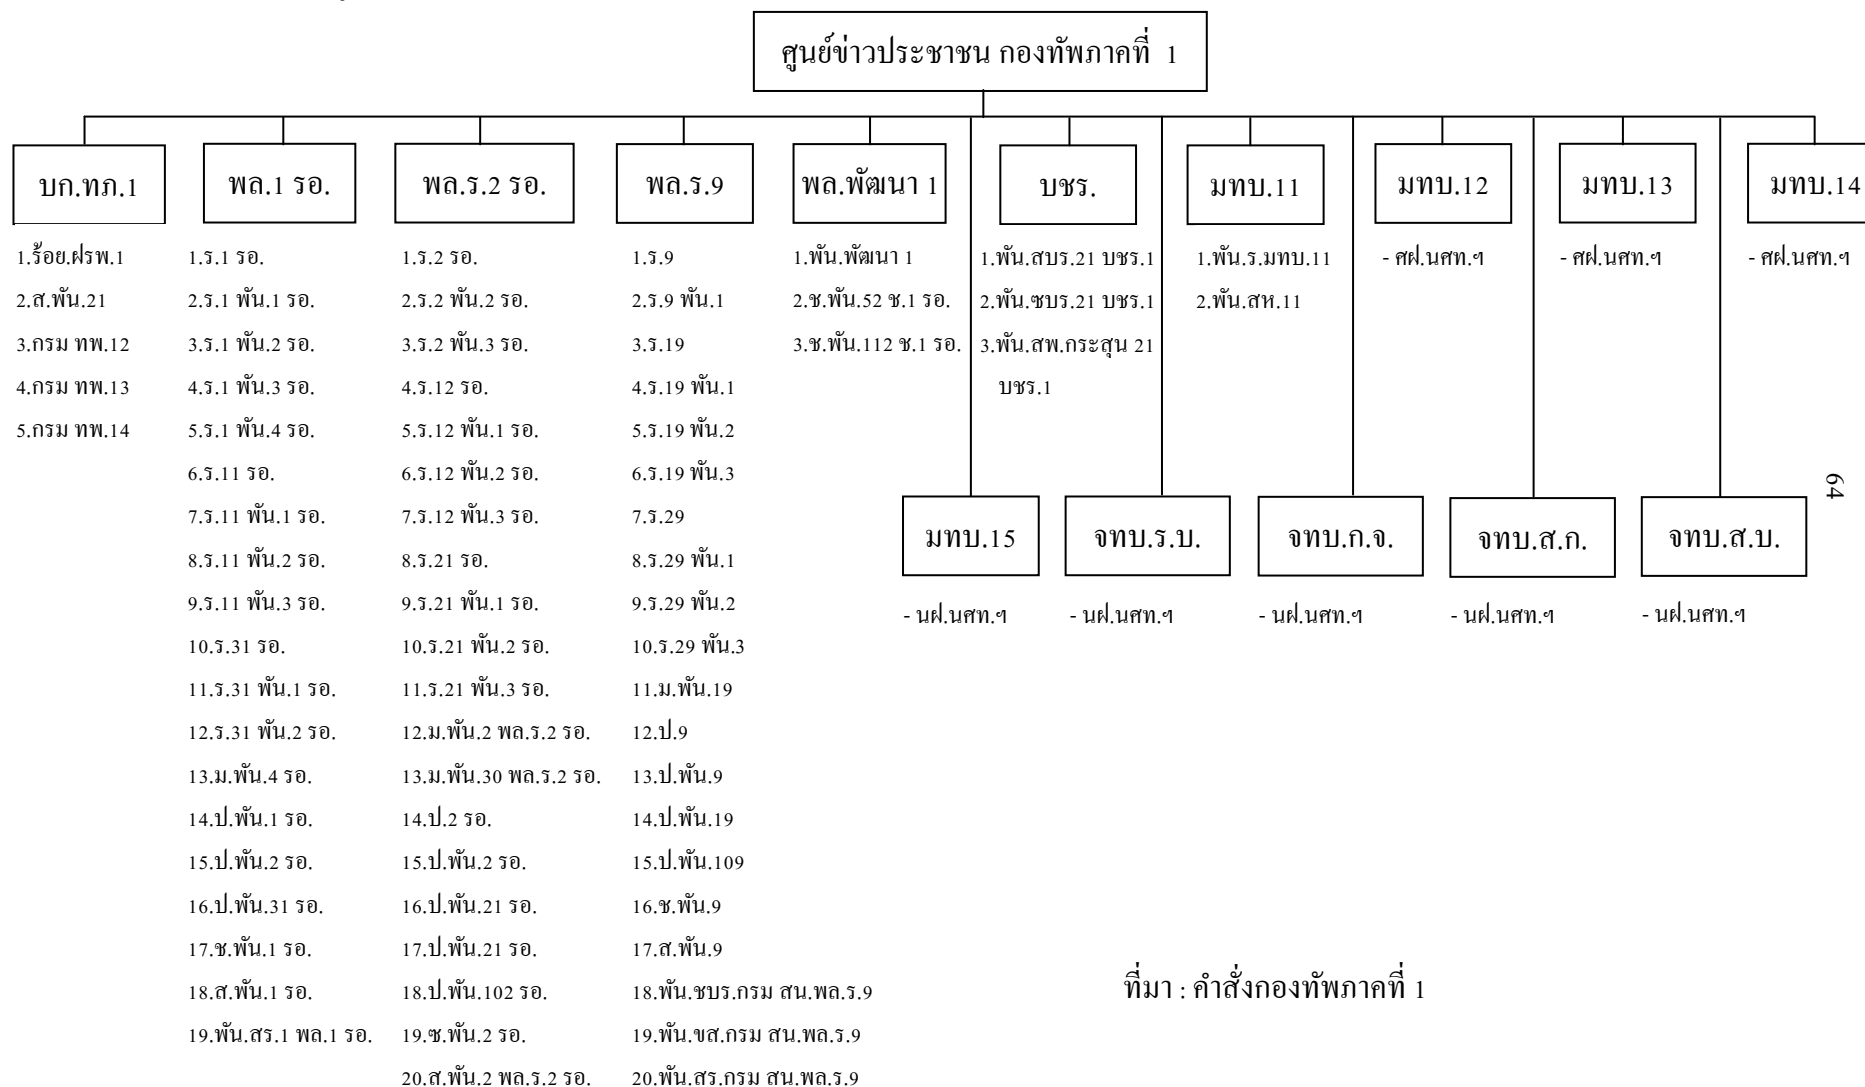 ศูนย์ข่าวประชาชน กองทัพภาคที่ 1
บก.ทภ.1
1.ร้อย.ฝรพ.1
2.ส.พัน.21
3.กรม ทพ.12
4.กรม ทพ.13
5.กรม ทพ.14
พล.1 รอ.
1.ร.1 รอ.
2.ร.1 พัน.1 รอ.
3.ร.1 พัน.2 รอ.
4.ร.1 พัน.3 รอ.
5.ร.1 พัน.4 รอ.
6.ร.11 รอ.
7.ร.11 พัน.1 รอ.
8.ร.11 พัน.2 รอ.
9.ร.11 พัน.3 รอ.
10.ร.31 รอ.
11.ร.31 พัน.1 รอ.
12.ร.31 พัน.2 รอ.
13.ม.พัน.4 รอ.
14.ป.พัน.1 รอ.
15.ป.พัน.2 รอ.
16.ป.พัน.31 รอ.
17.ช.พัน.1 รอ.
18.ส.พัน.1 รอ.
19.พัน.สร.1 พล.1 รอ.
พล.ร.2 รอ.
1.ร.2 รอ.
2.ร.2 พัน.2 รอ.
3.ร.2 พัน.3 รอ.
4.ร.12 รอ.
5.ร.12 พัน.1 รอ.
6.ร.12 พัน.2 รอ.
7.ร.12 พัน.3 รอ.
8.ร.21 รอ.
9.ร.21 พัน.1 รอ.
10.ร.21 พัน.2 รอ.
11.ร.21 พัน.3 รอ.
12.ม.พัน.2 พล.ร.2 รอ.
13.ม.พัน.30 พล.ร.2 รอ.
14.ป.2 รอ.
15.ป.พัน.2 รอ.
16.ป.พัน.21 รอ.
17.ป.พัน.21 รอ.
18.ป.พัน.102 รอ.
19.ซ.พัน.2 รอ.
20.ส.พัน.2 พล.ร.2 รอ.
พล.ร.9
1.ร.9
2.ร.9 พัน.1
3.ร.19
4.ร.19 พัน.1
5.ร.19 พัน.2
6.ร.19 พัน.3
7.ร.29
8.ร.29 พัน.1
9.ร.29 พัน.2
10.ร.29 พัน.3
11.ม.พัน.19
12.ป.9
13.ป.พัน.9
14.ป.พัน.19
15.ป.พัน.109
16.ช.พัน.9
17.ส.พัน.9
18.พัน.ซบร.กรม สน.พล.ร.9
19.พัน.ขส.กรม สน.พล.ร.9
20.พัน.สร.กรม สน.พล.ร.9
พล.พัฒนา 1
1.พัน.พัฒนา 1
2.ช.พัน.52 ช.1 รอ.
3.ช.พัน.112 ช.1 รอ.
บชร.
1.พัน.สบร.21 บชร.1
2.พัน.ซบร.21 บชร.1
3.พัน.สพ.กระสุน 21
บชร.1
มทบ.11
1.พัน.ร.มทบ.11
2.พัน.สห.11
มทบ.12
- ศฝ.นศท.ฯ
มทบ.13
- ศฝ.นศท.ฯ
มทบ.14
- ศฝ.นศท.ฯ
มทบ.15
- นฝ.นศท.ฯ
จทบ.ร.บ.
- นฝ.นศท.ฯ
จทบ.ก.จ.
- นฝ.นศท.ฯ
จทบ.ส.ก.
- นฝ.นศท.ฯ
จทบ.ส.บ.
- นฝ.นศท.ฯ
64
ที่มา : คำสั่งกองทัพภาคที่ 1